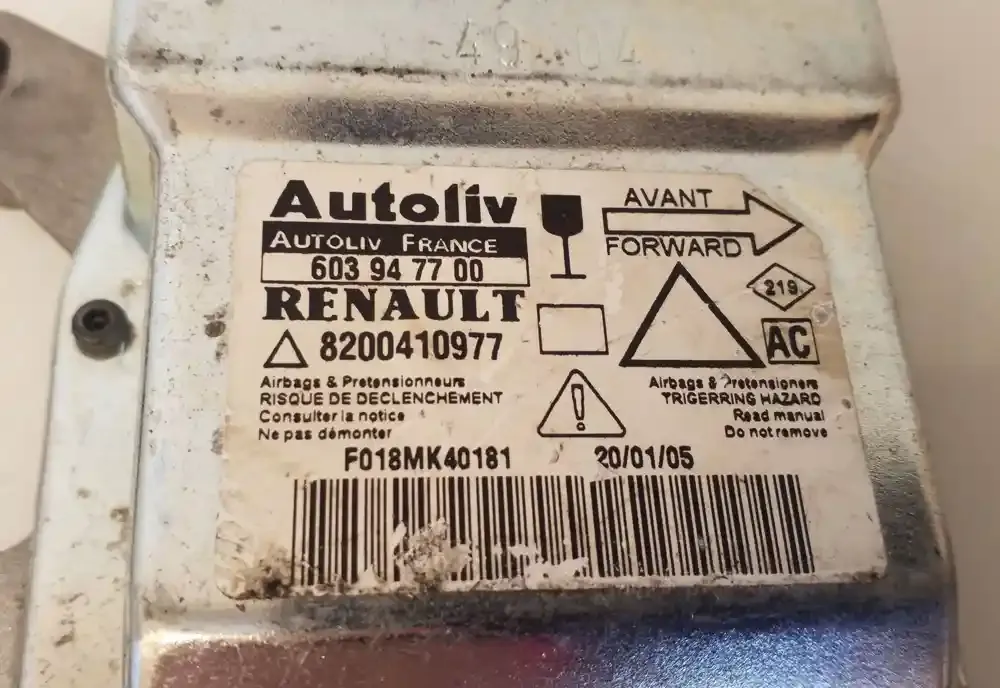 49 04
Autoliv
AUTOLIV FRANCE
603 94 77 00
RENAULT
8200410977
AVANT
FORWARD
219
AC
Airbags & Pretensionneurs
RISQUE DE DECLENCHEMENT
Consulter la notice
Ne pas démonter
!
Airbags & Pretensioners
TRIGERRING HAZARD
Read manual
Do not remove
F018MK40181 20/01/05